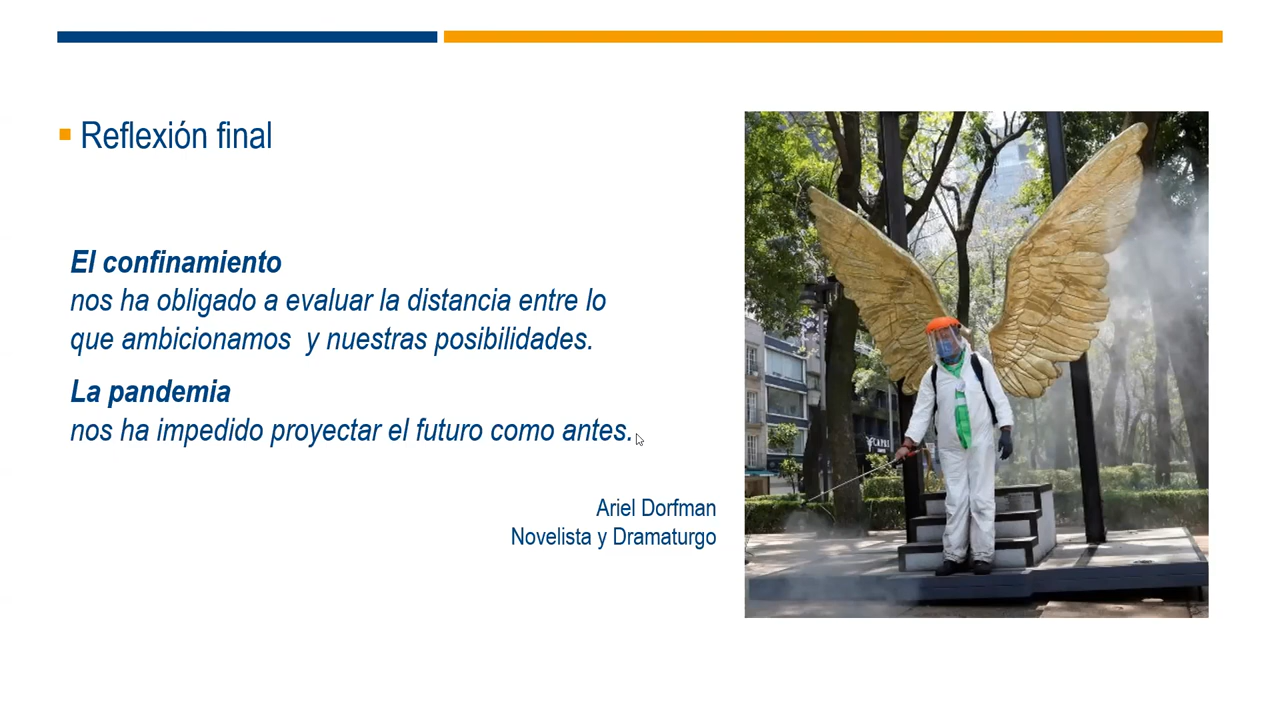 Reflexión final
El confinamiento
nos ha obligado a evaluar la distancia entre lo
que ambicionamos y nuestras posibilidades.
La pandemia
nos ha impedido proyectar el futuro como antes.
Ariel Dorfman
Novelista y Dramaturgo